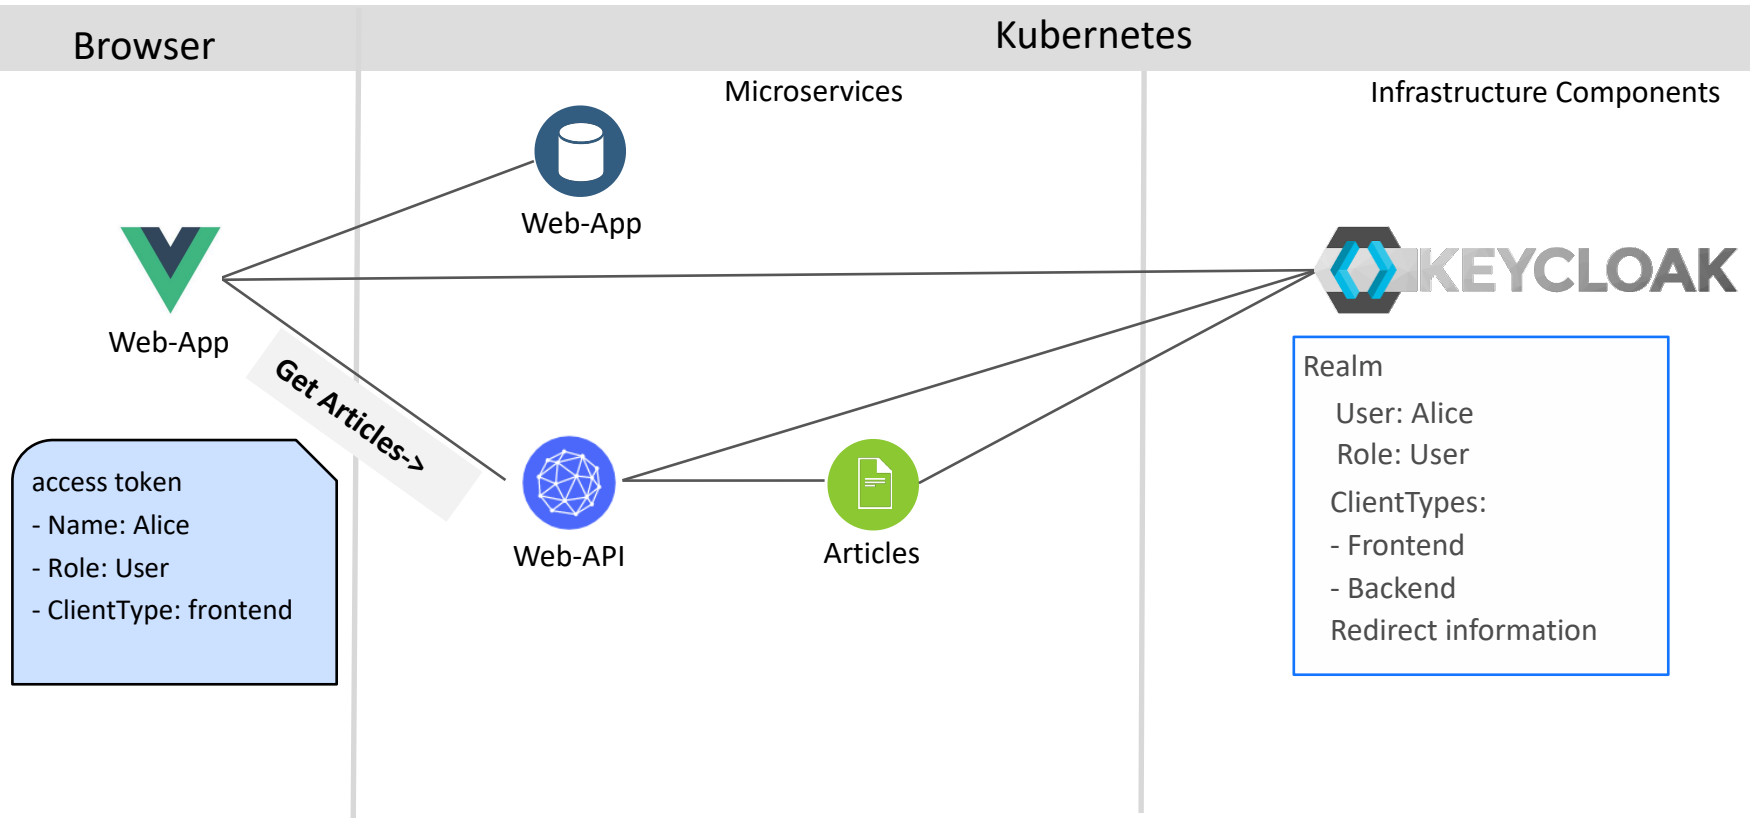 Browser
Kubernetes
Microservices
Infrastructure Components
Web-App
Web-App
Get Articles->
KEYCLOAK
access token
- Name: Alice
- Role: User
- ClientType: frontend
Web-API
Articles
Realm
User: Alice
Role: User
ClientTypes:
- Frontend
- Backend
Redirect information